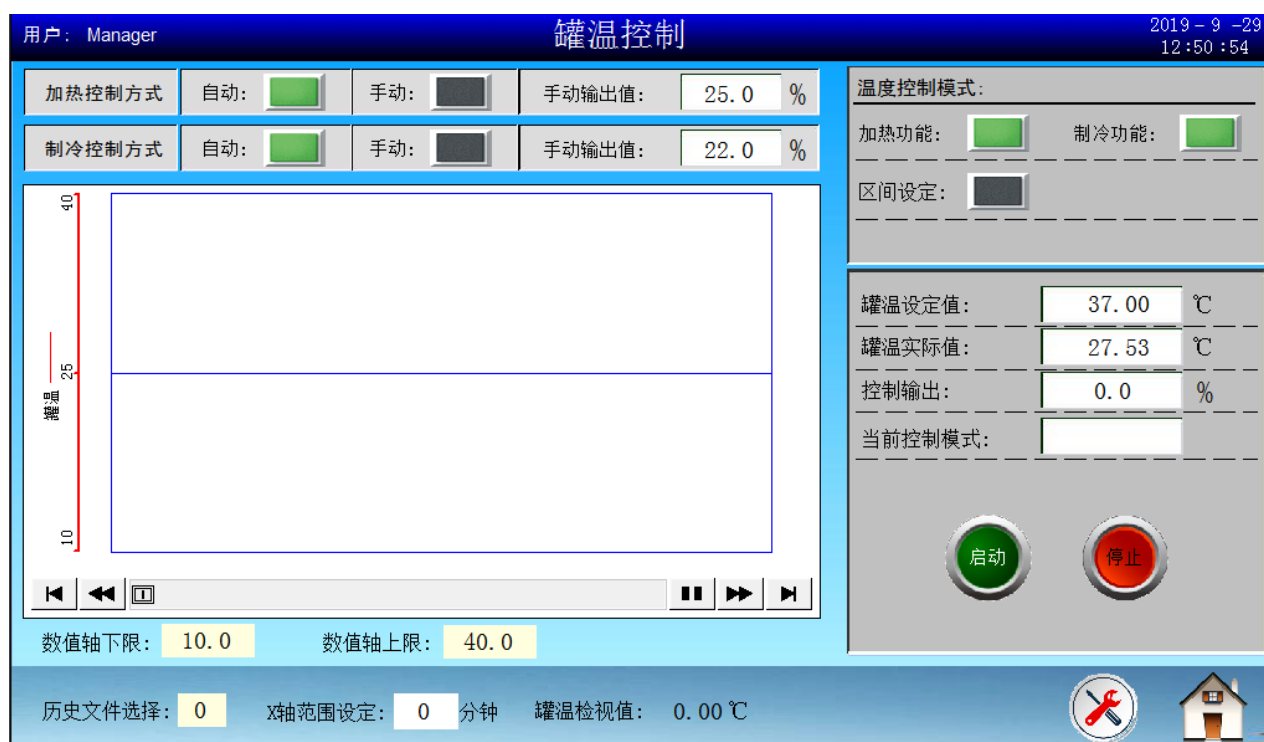 用户: Manager
罐温控制
2019-9-29
12:50:54
加热控制方式 自动: 手动: 手动输出值: 25.0 %
制冷控制方式 自动: 手动: 手动输出值: 22.0 %
40
25
10
罐温
数值轴下限: 10.0 数值轴上限: 40.0
温度控制模式:
加热功能: 制冷功能:
区间设定:
罐温设定值: 37.00 ℃
罐温实际值: 27.53 ℃
控制输出: 0.0 %
当前控制模式:
启动 停止
历史文件选择: 0 X轴范围设定: 0 分钟 罐温检视值: 0.00℃